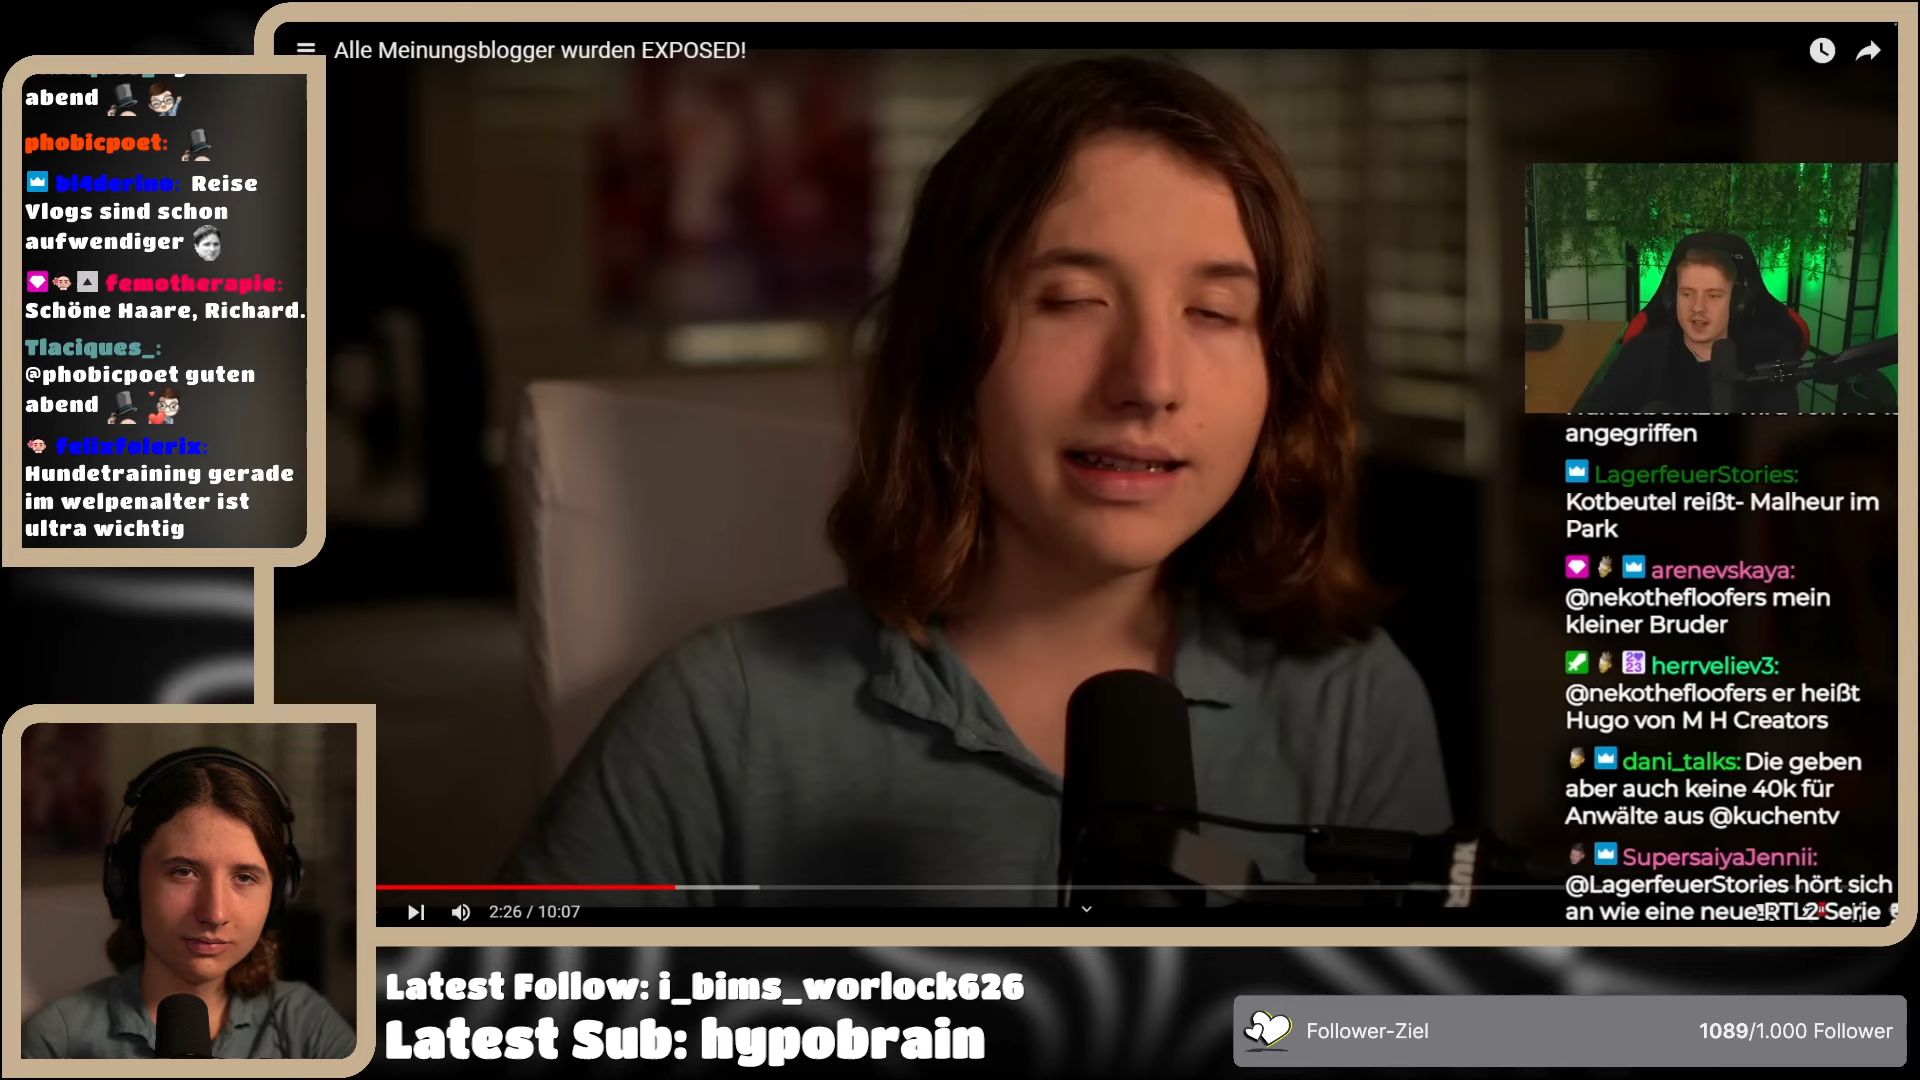 Alle Meinungsblogger wurden EXPOSED!
abend
phobicpoet:
bl4derino: Reise
Vlogs sind schon
aufwendiger
femotherapie:
Schöne Haare, Richard.
Tlaciques_:
@phobicpoet guten
abend
felixfolerix:
Hundetraining gerade
im welpenalter ist
ultra wichtig
angegriffen
LagerfeuerStories:
Kotbeutel reißt- Malheur im
Park
arenevskaya:
@nekothefloofers mein
kleiner Bruder
herrveliev3:
@nekothefloofers er heißt
Hugo von M H Creators
dani_talks: Die geben
aber auch keine 40k für
Anwälte aus @kuchentv
SupersaiyaJennii:
@LagerfeuerStories hört sich
an wie eine neue RTL2 Serie
2:26 / 10:07
Latest Follow: i_bims_worlock626
Latest Sub: hypobrain
Follower-Ziel
1089/1.000 Follower